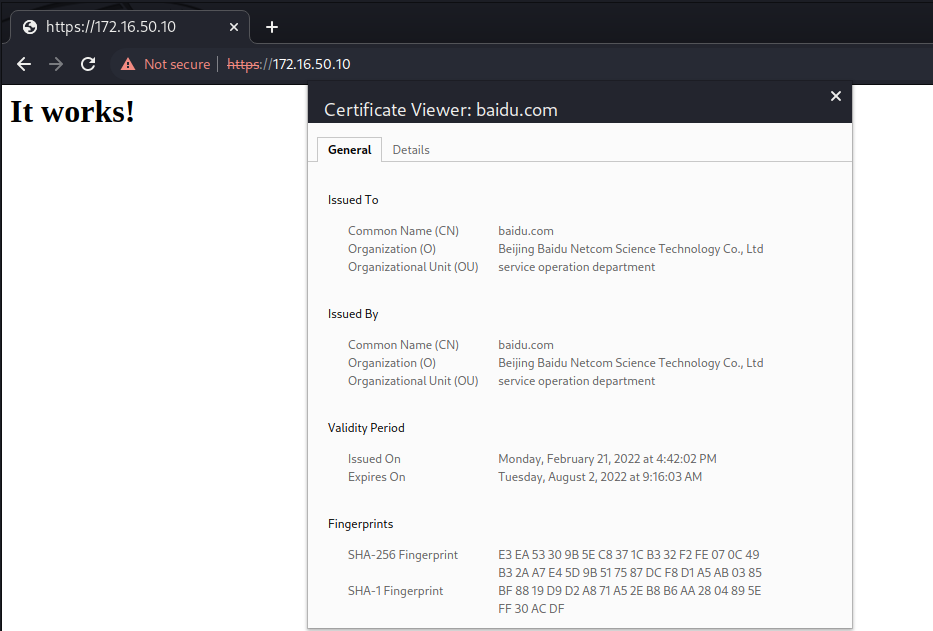 https://172.16.50.10
Not secure | https://172.16.50.10
It works!
Certificate Viewer: baidu.com
General Details
Issued To
Common Name (CN) baidu.com
Organization (O) Beijing Baidu Netcom Science Technology Co., Ltd
Organizational Unit (OU) service operation department
Issued By
Common Name (CN) baidu.com
Organization (O) Beijing Baidu Netcom Science Technology Co., Ltd
Organizational Unit (OU) service operation department
Validity Period
Issued On Monday, February 21, 2022 at 4:42:02 PM
Expires On Tuesday, August 2, 2022 at 9:16:03 AM
Fingerprints
SHA-256 Fingerprint E3 EA 53 30 9B 5E C8 37 1C B3 32 F2 FE 07 0C 49
B3 2A A7 E4 5D 9B 51 75 87 DC F8 D1 A5 AB 03 85
SHA-1 Fingerprint BF 88 19 D9 D2 A8 71 A5 2E B8 B6 AA 28 04 89 5E
FF 30 AC DF